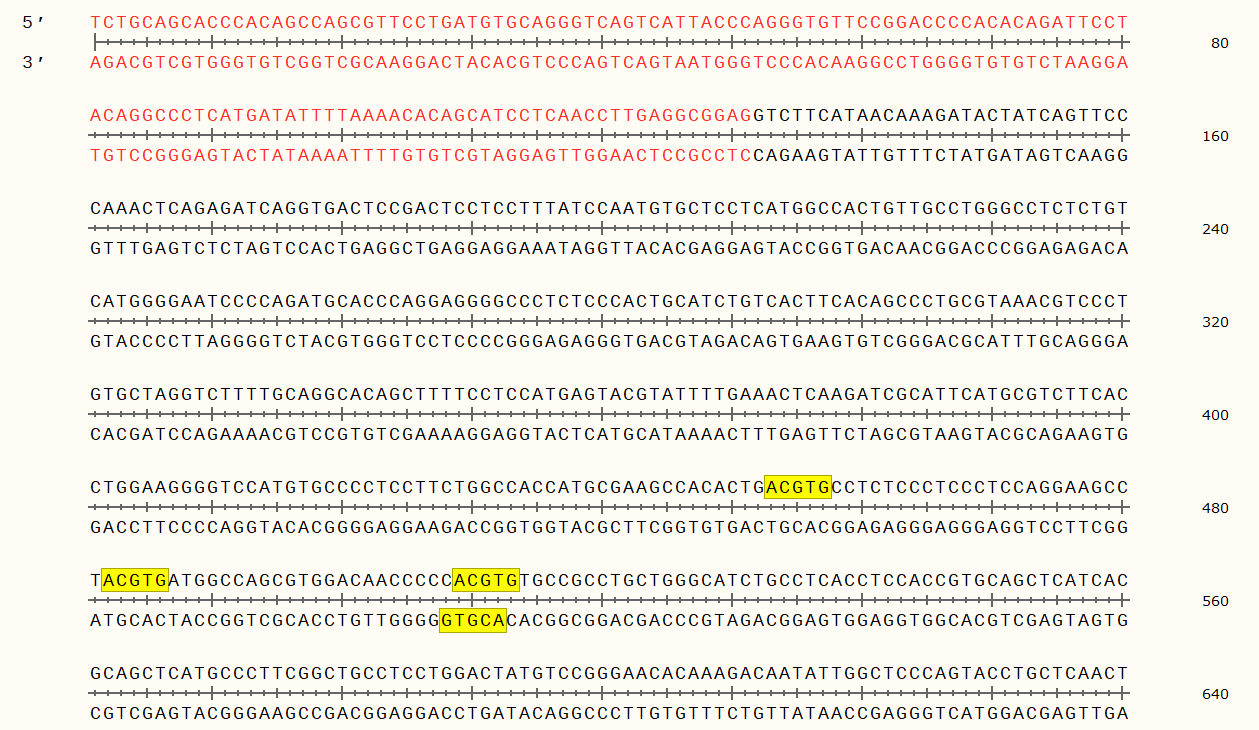 5′ TCTGCAGCACCCACAGCCAGCGTTCCTGATGTGCAGGGTCAGTCATTACCCAGGGTGTTCCGGACCCCACACAGATTCCT
80
3′ AGACGTCGTGGGTGTCGGTCGCAAGGACTACACGTCCCAGTCAGTAATGGGTCCCACAAGGCCTGGGGTGTGTCTAAGGA
ACAGGCCCTCATGATATTTTAAAACACAGCATCCTCAACCTTGAGGCGGAGGTCTTCATAACAAAGATACTATCAGTTCC
160
TGTCCGGGAGTACTATAAAATTTTGTGTCGTAGGAGTTGGAACTCCGCCTCCAGAAGTATTGTTTCTATGATAGTCAAGG
CAAACTCAGAGATCAGGTGACTCCGACTCCTCCTTTATCCAATGTGCTCCTCATGGCCACTGTTGCCTGGGCCTCTCTGT
240
GTTTGAGTCTCTAGTCCACTGAGGCTGAGGAGGAAATAGGTTACACGAGGAGTACCGGTGACAACGGACCCGGAGAGACA
CATGGGGAATCCCCAGATGCACCCAGGAGGGGCCCTCTCCCACTGCATCTGTCACTTCACAGCCCTGCGTAAACGTCCCT
320
GTACCCCTTAGGGGTCTACGTGGGTCCTCCCCGGGAGAGGGTGACGTAGACAGTGAAGTGTCGGGACGCATTTGCAGGGA
GTGCTAGGTCTTTTGCAGGCACAGCTTTTCCTCCATGAGTACGTATTTTGAAACTCAAGATCGCATTCATGCGTCTTCAC
400
CACGATCCAGAAAACGTCCGTGTCGAAAAGGAGGTACTCATGCATAAAACTTTGAGTTCTAGCGTAAGTACGCAGAAGTG
CTGGAAGGGGTCCATGTGCCCCTCCTTCTGGCCACCATGCGAAGCCACACTGACGTGCCTCTCCCTCCCTCCAGGAAGCC
480
GACCTTCCCCAGGTACACGGGGAGGAAGACCGGTGGTACGCTTCGGTGTGACTGCACGGAGAGGGAGGGAGGTCCTTCGG
TACGTGATGGCCAGCGTGGACAACCCCCACGTGTGCCGCCTGCTGGGCATCTGCCTCACCTCCACCGTGCAGCTCATCAC
560
ATGCACTACCGGTCGCACCTGTTGGGGGTGCACACGGCGGACGACCCGTAGACGGAGTGGAGGTGGCACGTCGAGTAGTG
GCAGCTCATGCCCTTCGGCTGCCTCCTGGACTATGTCCGGGAACACAAAGACAATATTGGCTCCCAGTACCTGCTCAACT
640
CGTCGAGTACGGGAAGCCGACGGAGGACCTGATACAGGCCCTTGTGTTTCTGTTATAACCGAGGGTCATGGACGAGTTGA